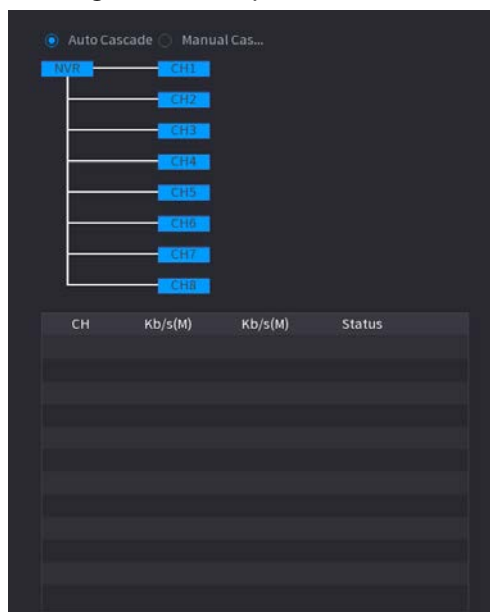 Auto Cascade Manual Cas...
NVR CH1
CH2
CH3
CH4
CH5
CH6
CH7
CH8
CH Kb/s(M) Kb/s(M) Status